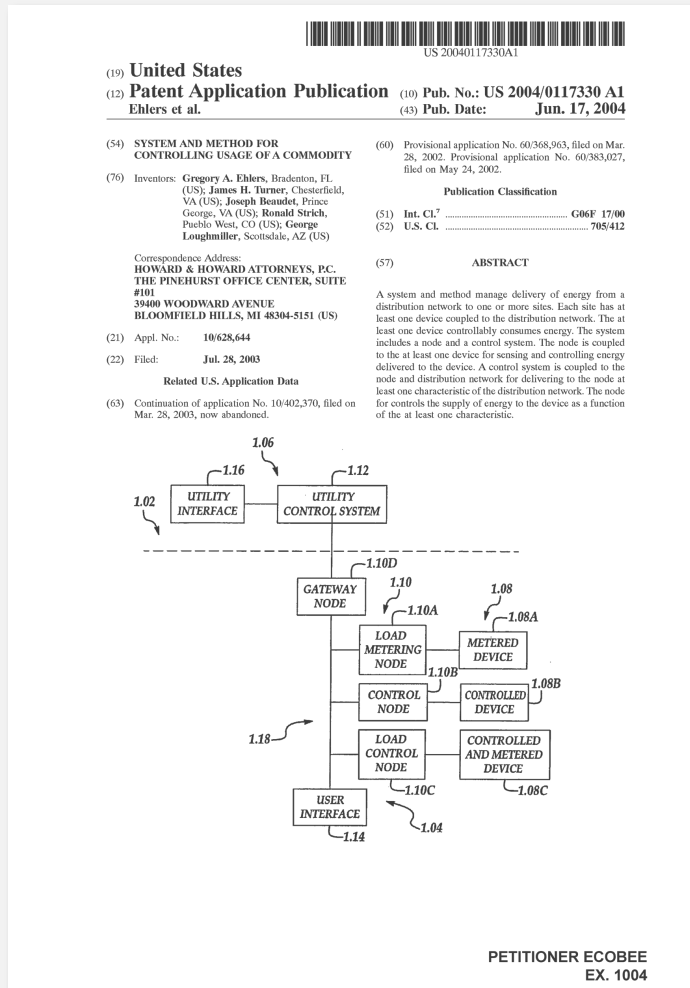 US 20040117330A1
(19) United States
(12) Patent Application Publication (10) Pub. No.: US 2004/0117330 A1
Ehlers et al. (43) Pub. Date: Jun. 17, 2004
(54) SYSTEM AND METHOD FOR
CONTROLLING USAGE OF A COMMODITY
(76) Inventors: Gregory A. Ehlers, Bradenton, FL
(US); James H. Turner, Chesterfield,
VA (US); Joseph Beaudet, Prince
George, VA (US); Ronald Strich,
Pueblo West, CO (US); George
Loughmiller, Scottsdale, AZ (US)
Correspondence Address:
HOWARD & HOWARD ATTORNEYS, P.C.
THE PINEHURST OFFICE CENTER, SUITE
#101
39400 WOODWARD AVENUE
BLOOMFIELD HILLS, MI 48304-5151 (US)
(21) Appl. No.: 10/628,644
(22) Filed: Jul. 28, 2003
Related U.S. Application Data
(63) Continuation of application No. 10/402,370, filed on
Mar. 28, 2003, now abandoned.
(60) Provisional application No. 60/368,963, filed on Mar.
28, 2002. Provisional application No. 60/383,027,
filed on May 24, 2002.
Publication Classification
(51) Int. Cl.7 ........................................ G06F 17/00
(52) U.S. Cl. .............................................. 705/412
(57) ABSTRACT
A system and method manage delivery of energy from a
distribution network to one or more sites. Each site has at
least one device coupled to the distribution network. The at
least one device controllably consumes energy. The system
includes a node and a control system. The node is coupled
to the at least one device for sensing and controlling energy
delivered to the device. A control system is coupled to the
node and distribution network for delivering to the node at
least one characteristic of the distribution network. The node
for controls the supply of energy to the device as a function
of the at least one characteristic.
1.06
1.16
1.12
1.02
UTILITY
INTERFACE
UTILITY
CONTROL SYSTEM
1.10D
GATEWAY
NODE
1.10
1.08
1.10A
1.08A
LOAD
METERING
NODE
METERED
DEVICE
1.10B
1.08B
CONTROL
NODE
CONTROLLED
DEVICE
1.18
LOAD
CONTROL
NODE
CONTROLLED
AND METERED
DEVICE
1.10C
1.08C
USER
INTERFACE
1.04
1.14
PETITIONER ECOBEE
EX. 1004